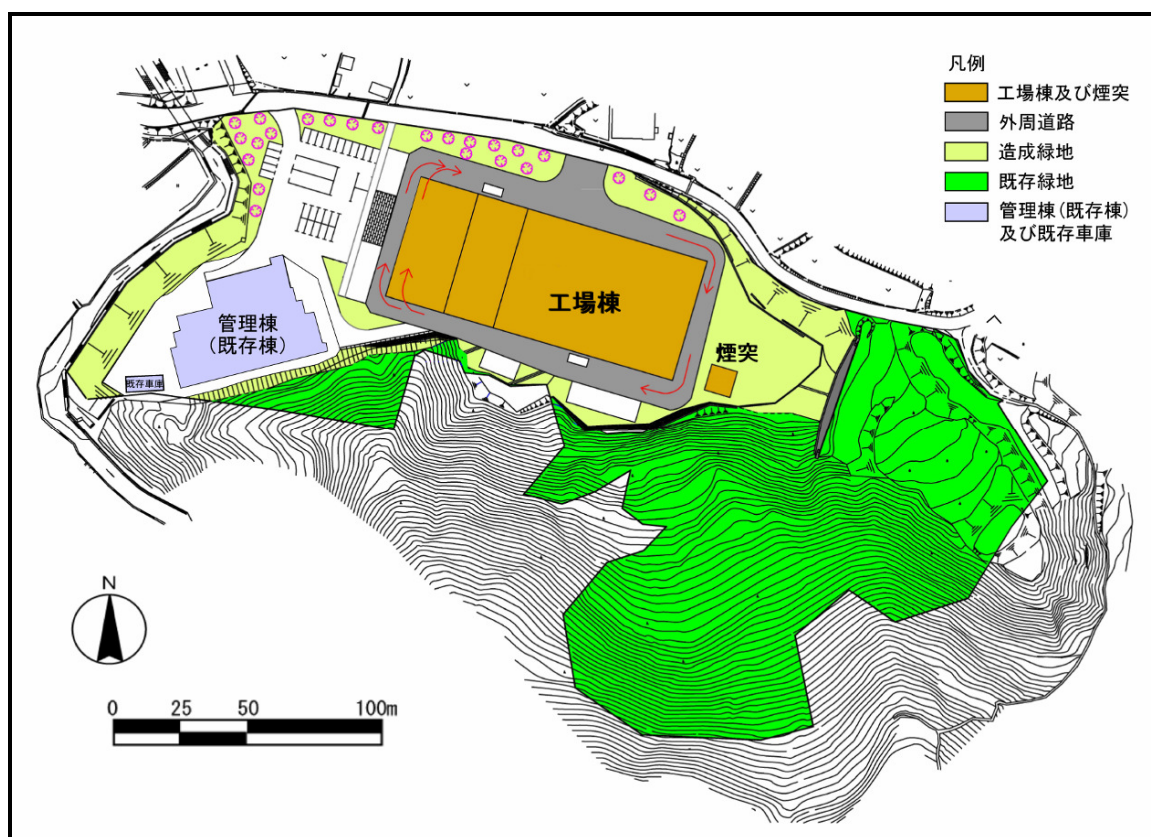 凡例
工場棟及び煙突
外周道路
造成緑地
既存緑地
管理棟(既存棟)
及び既存車庫
工場棟
管理棟
(既存棟)
煙突
既存車庫
N
0 25 50 100m